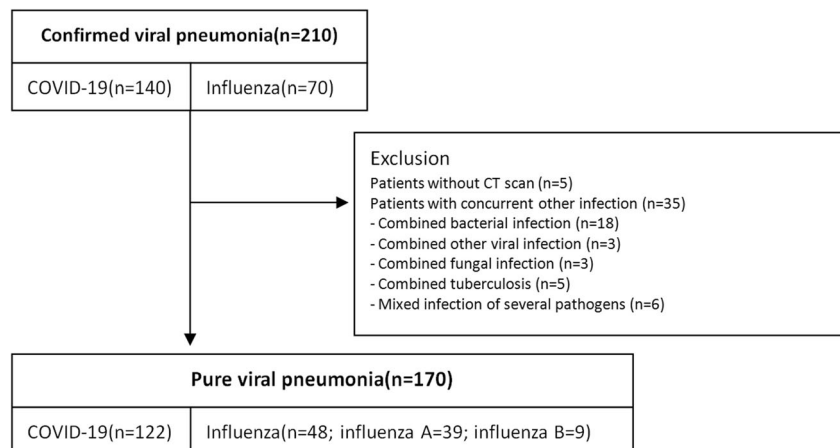 Confirmed viral pneumonia(n=210)
COVID-19(n=140) Influenza(n=70)
Exclusion
Patients without CT scan (n=5)
Patients with concurrent other infection (n=35)
- Combined bacterial infection (n=18)
- Combined other viral infection (n=3)
- Combined fungal infection (n=3)
- Combined tuberculosis (n=5)
- Mixed infection of several pathogens (n=6)
Pure viral pneumonia(n=170)
COVID-19(n=122) Influenza(n=48; influenza A=39; influenza B=9)